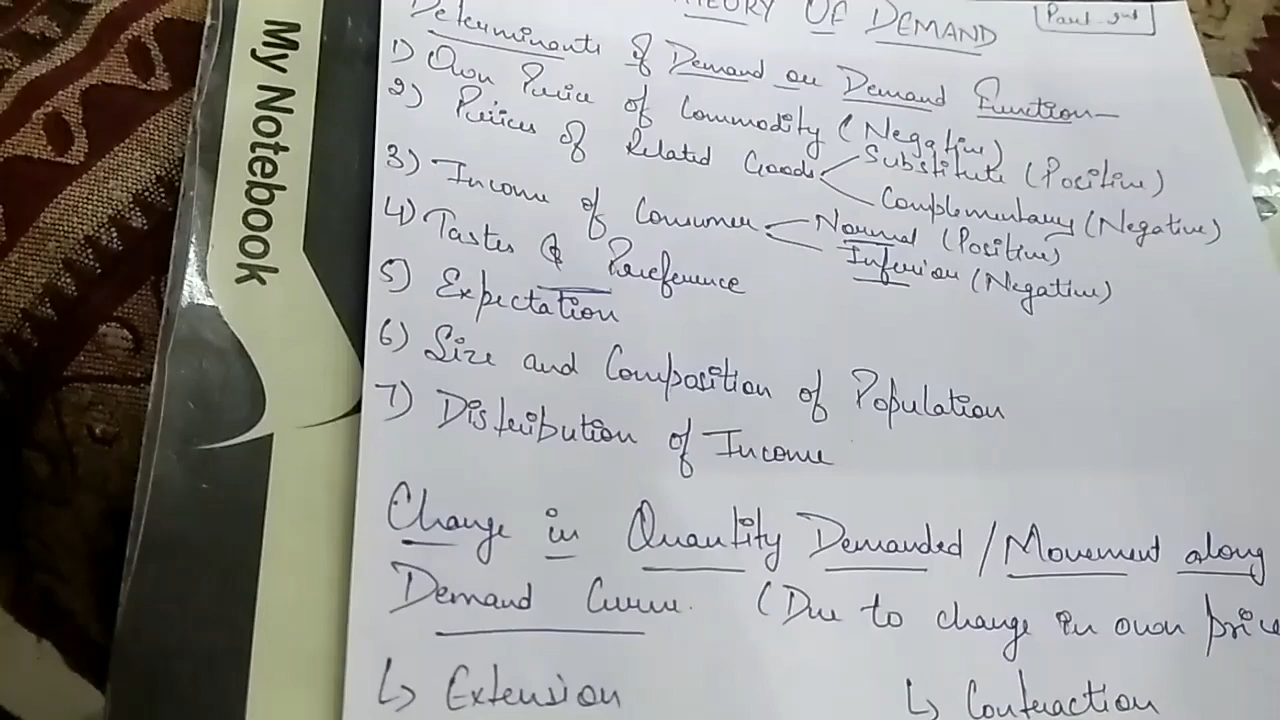 THEORY OF DEMAND
Determinants of Demand or Demand Function—
1) Own Price of Commodity (Negative)
2) Prices of Related Goods
Substitute (Positive)
Complementary (Negative)
3) Income of Consumer
Normal (Positive)
Inferior (Negative)
4) Tastes & Preference
5) Expectation
6) Size and Composition of Population
7) Distribution of Income
Change in Quantity Demanded / Movement along
Demand Curve. (Due to change in own price
↳ Extension
↳ Contraction
My Notebook